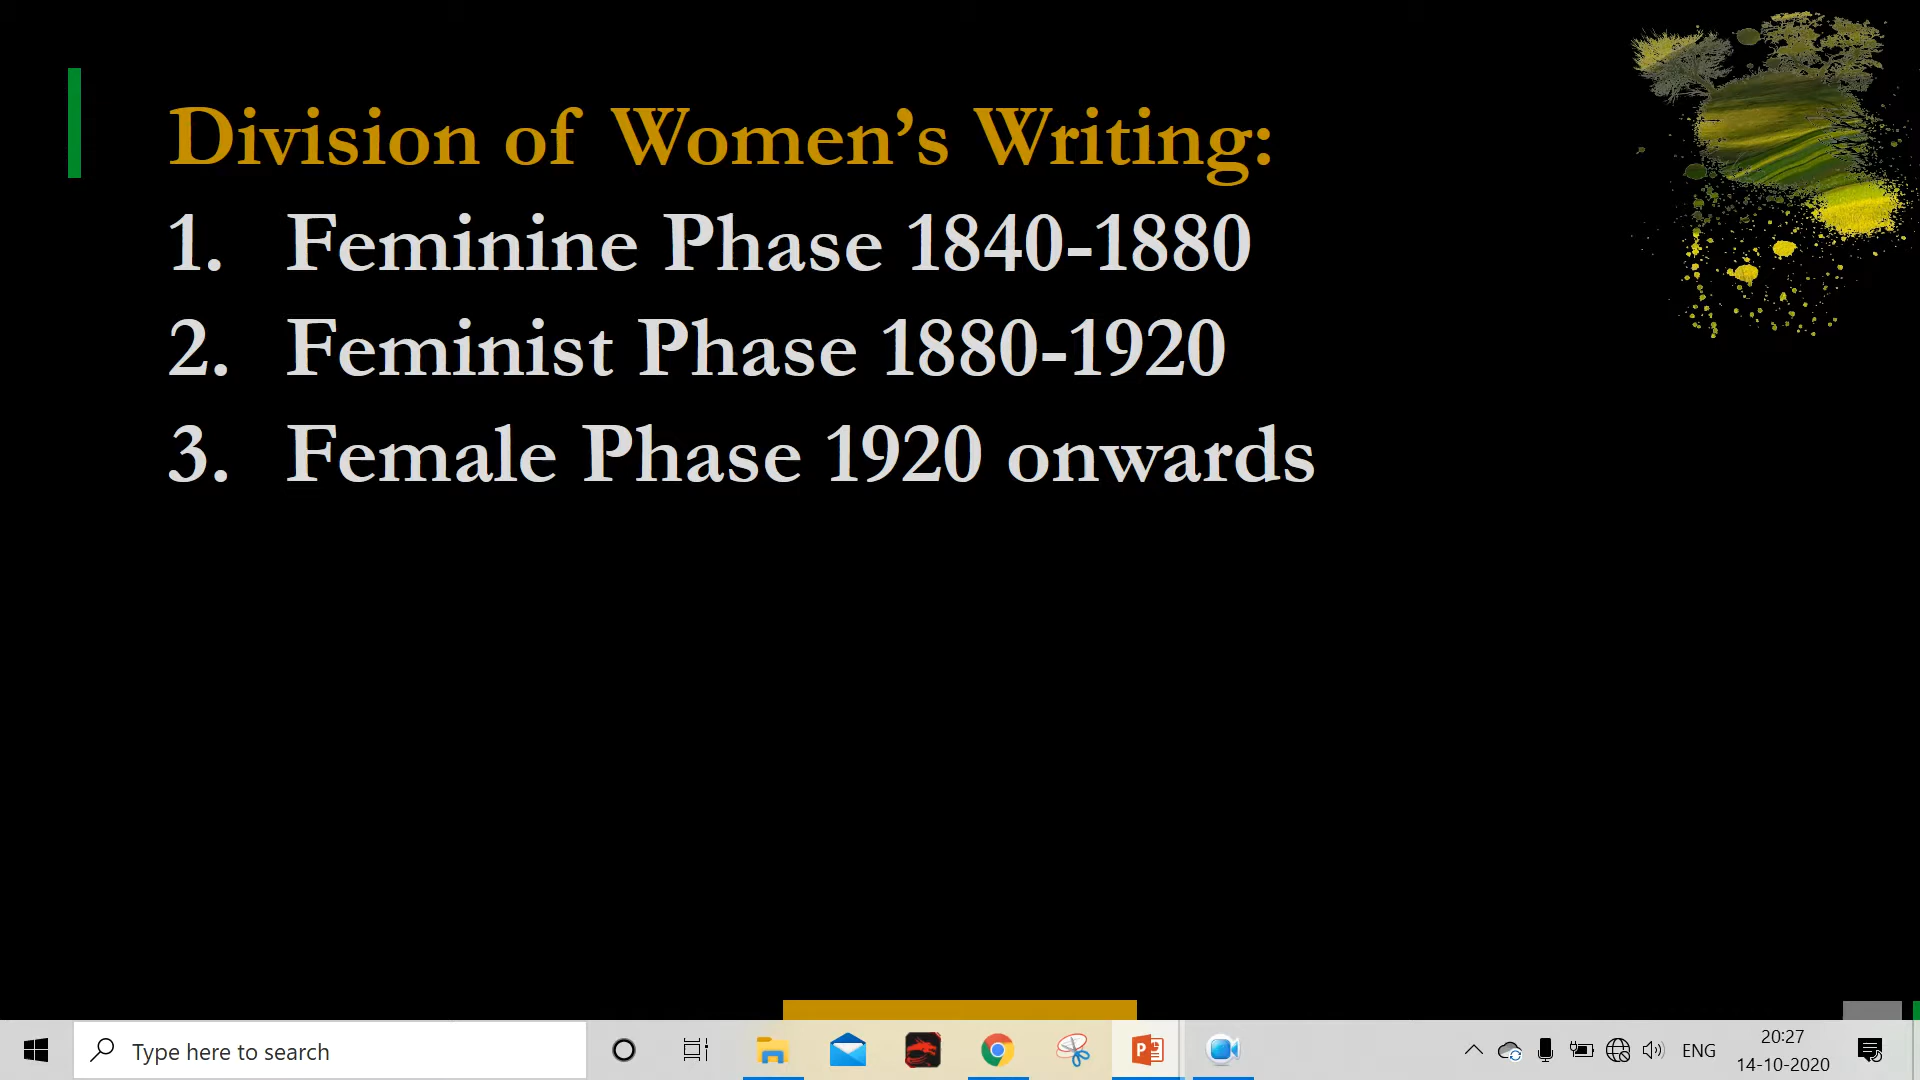 Division of Women’s Writing:
1. Feminine Phase 1840-1880
2. Feminist Phase 1880-1920
3. Female Phase 1920 onwards
Type here to search
ENG
20:27
14-10-2020